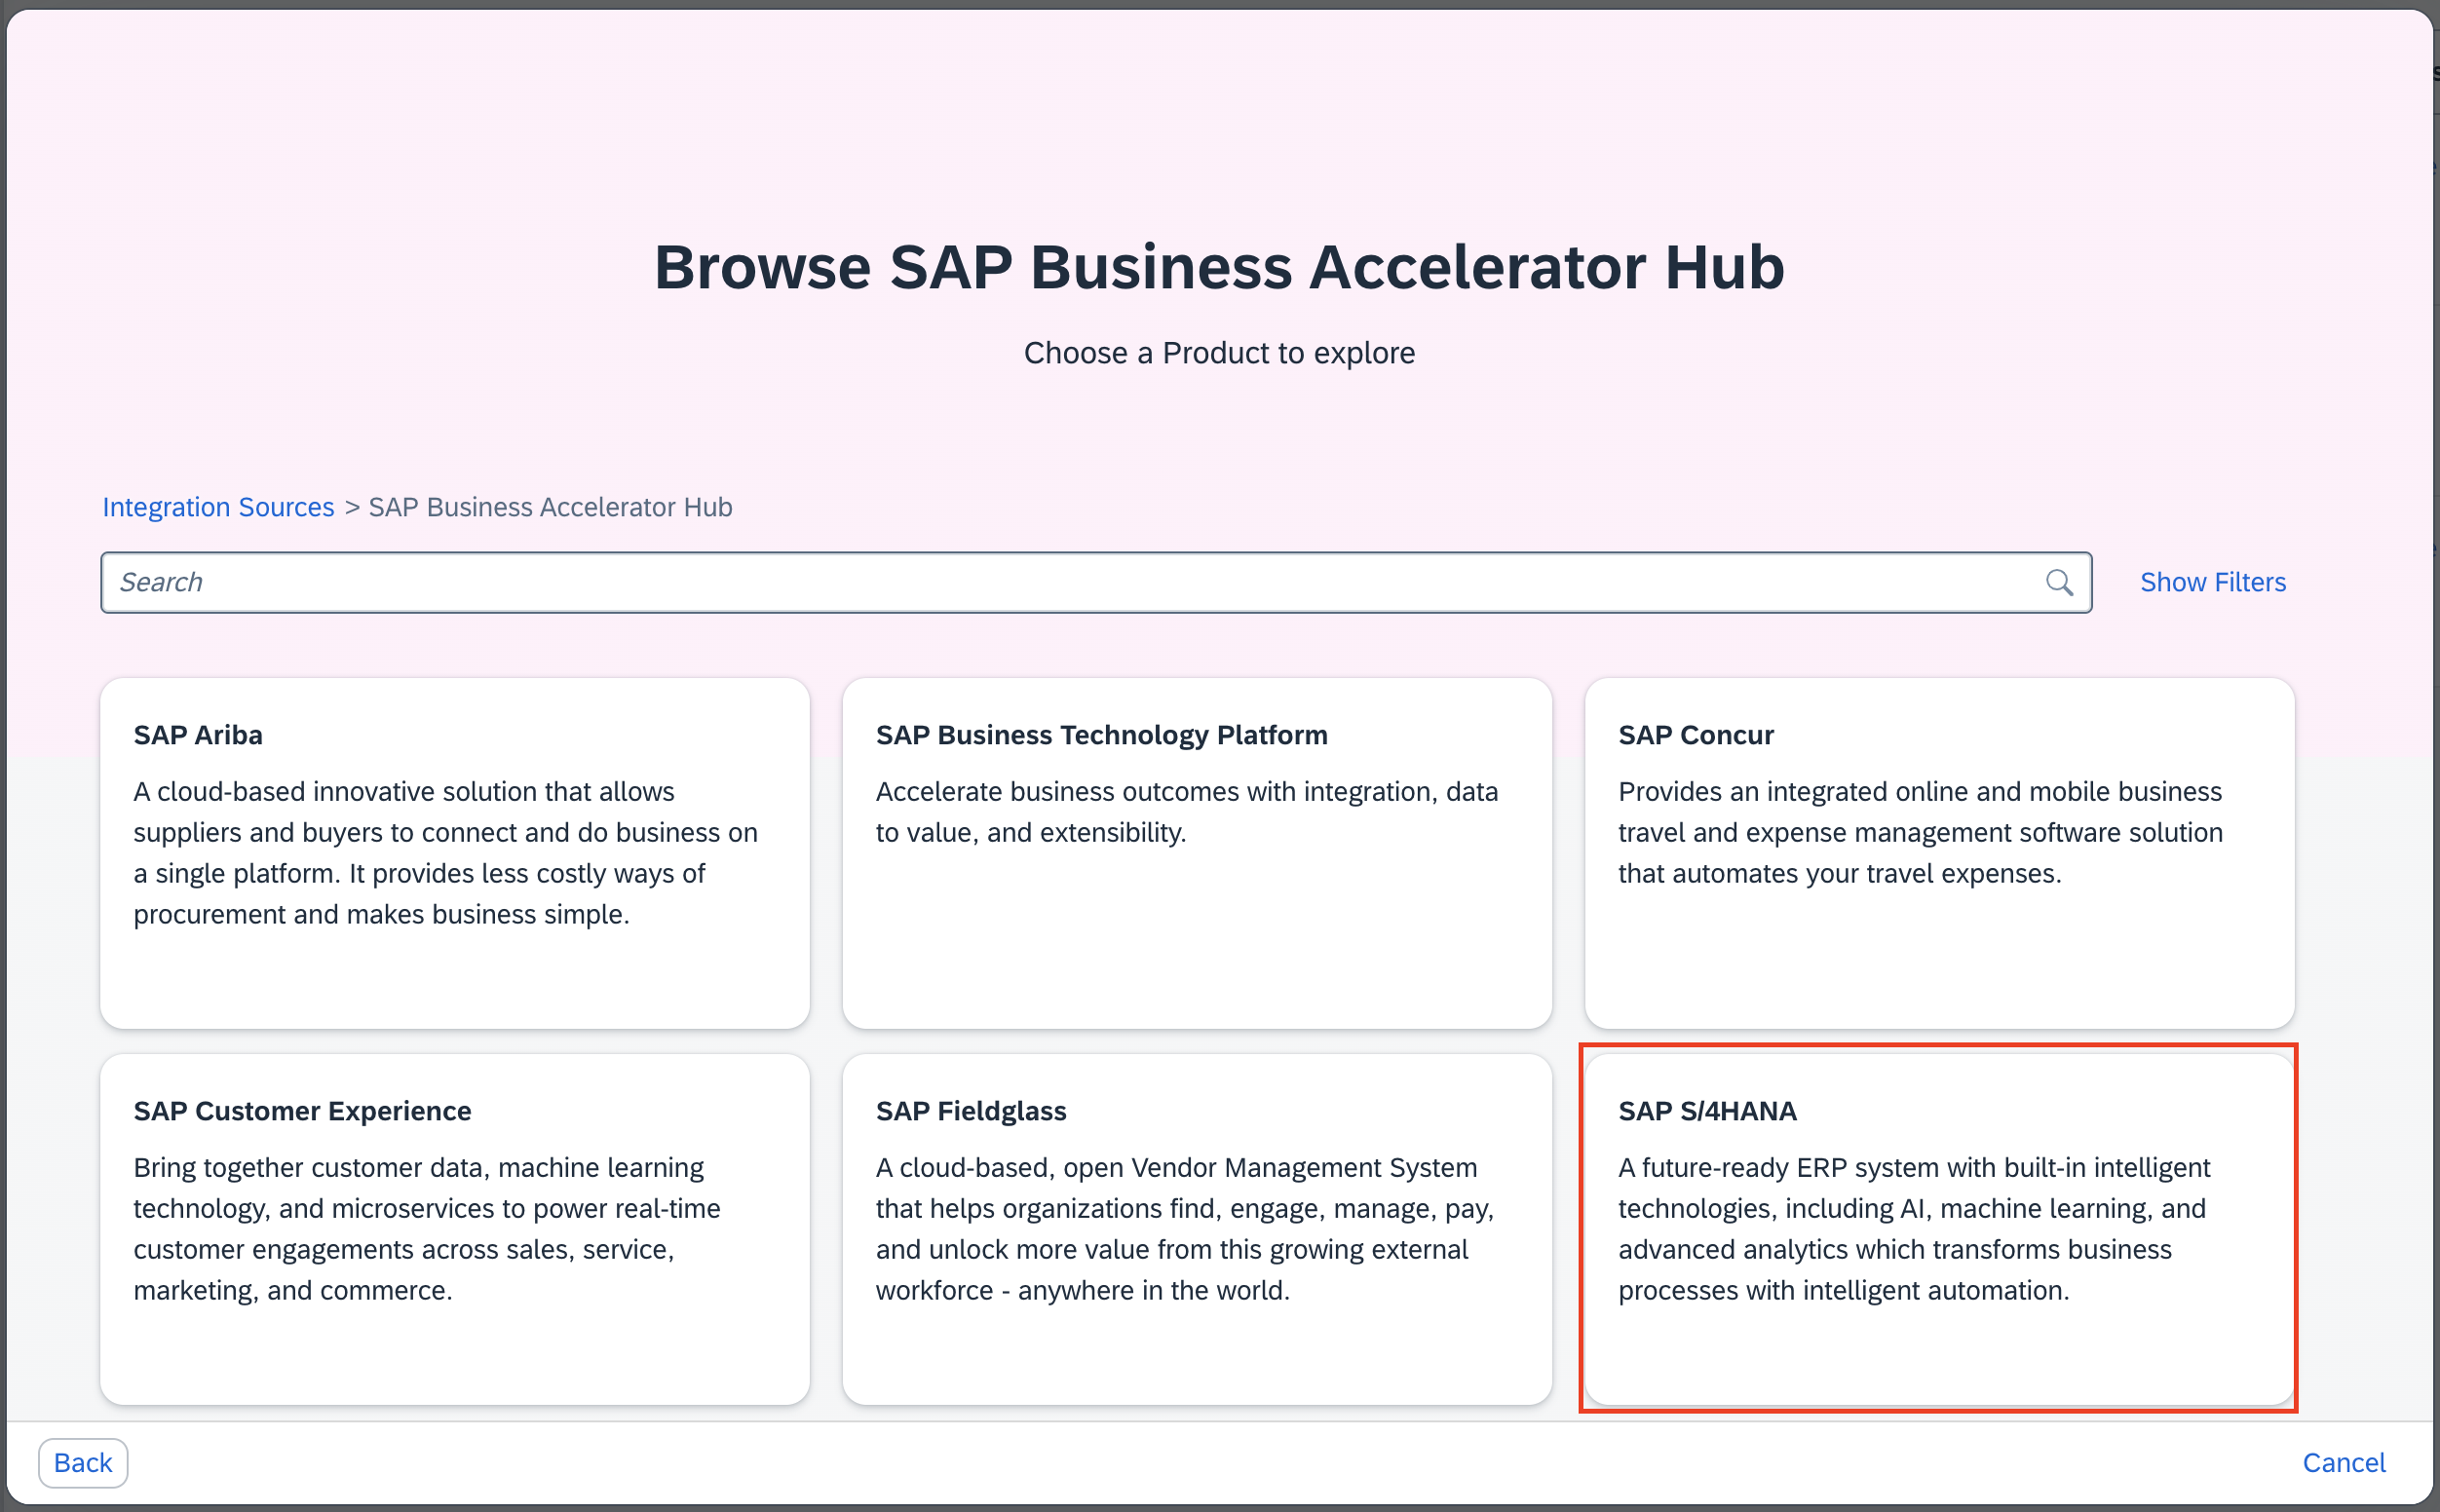 Browse SAP Business Accelerator Hub
Choose a Product to explore
Integration Sources > SAP Business Accelerator Hub
Search
Show Filters
SAP Ariba
A cloud-based innovative solution that allows
suppliers and buyers to connect and do business on
a single platform. It provides less costly ways of
procurement and makes business simple.
SAP Business Technology Platform
Accelerate business outcomes with integration, data
to value, and extensibility.
SAP Concur
Provides an integrated online and mobile business
travel and expense management software solution
that automates your travel expenses.
SAP Customer Experience
Bring together customer data, machine learning
technology, and microservices to power real-time
customer engagements across sales, service,
marketing, and commerce.
SAP Fieldglass
A cloud-based, open Vendor Management System
that helps organizations find, engage, manage, pay,
and unlock more value from this growing external
workforce - anywhere in the world.
SAP S/4HANA
A future-ready ERP system with built-in intelligent
technologies, including AI, machine learning, and
advanced analytics which transforms business
processes with intelligent automation.
Back
Cancel